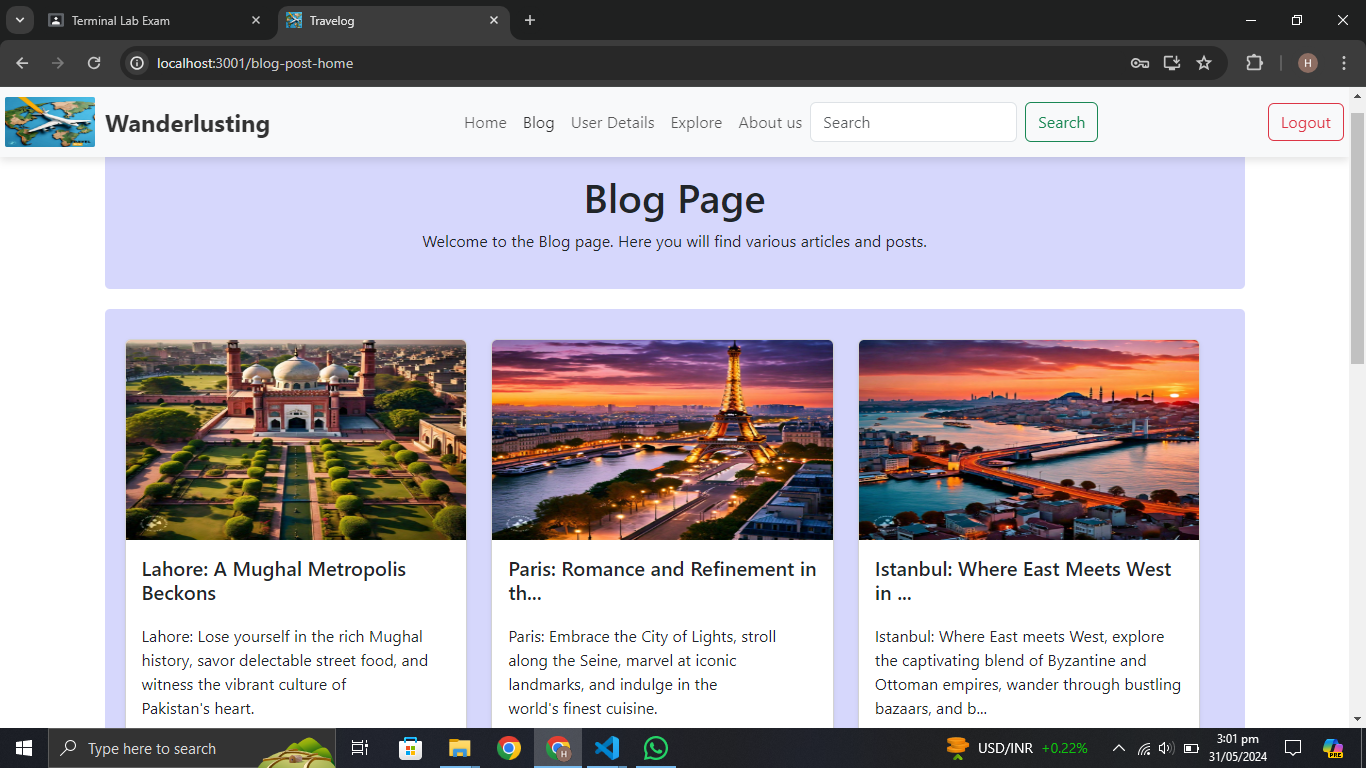 Terminal Lab Exam
Travelog
localhost:3001/blog-post-home
H
Wanderlusting
Home
Blog
User Details
Explore
About us
Search
Search
Logout
Blog Page
Welcome to the Blog page. Here you will find various articles and posts.
Lahore: A Mughal Metropolis
Beckons
Lahore: Lose yourself in the rich Mughal
history, savor delectable street food, and
witness the vibrant culture of
Pakistan's heart.
Paris: Romance and Refinement in
th...
Paris: Embrace the City of Lights, stroll
along the Seine, marvel at iconic
landmarks, and indulge in the
world's finest cuisine.
Istanbul: Where East Meets West
in ...
Istanbul: Where East meets West, explore
the captivating blend of Byzantine and
Ottoman empires, wander through bustling
bazaars, and b...
Type here to search
H
USD/INR +0.22%
3:01 pm
31/05/2024
PRE